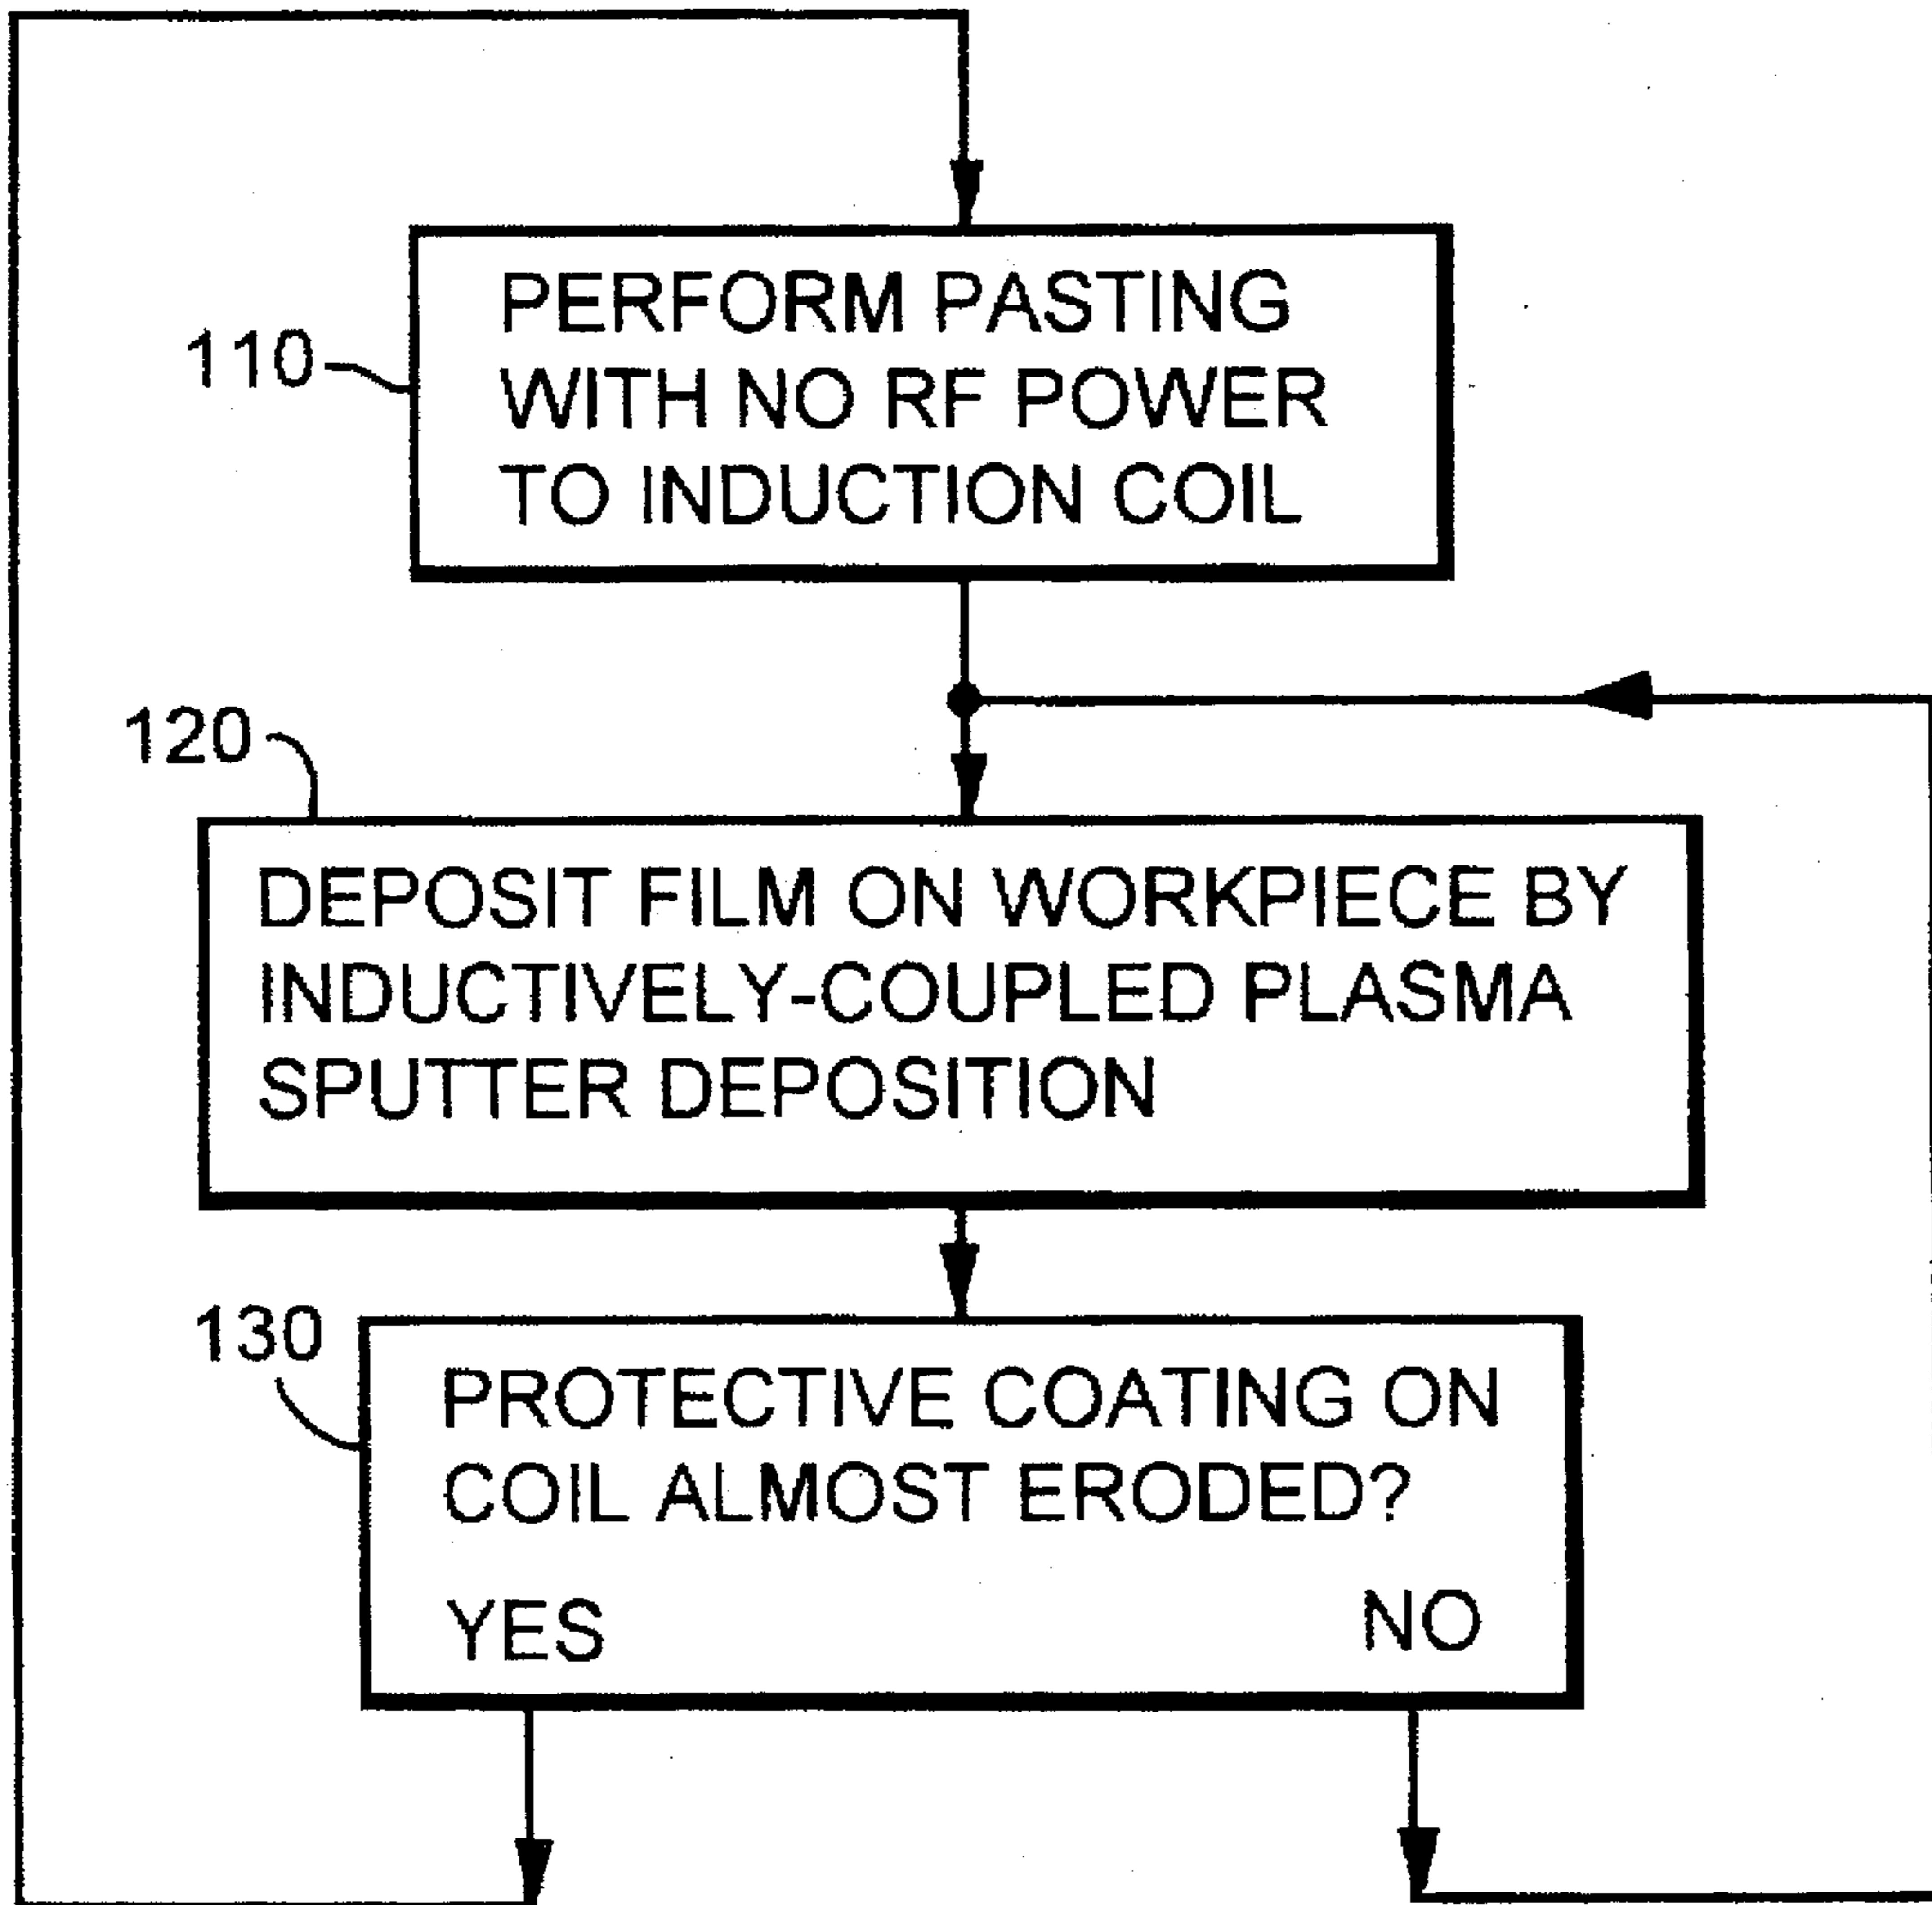 110
PERFORM PASTING
WITH NO RF POWER
TO INDUCTION COIL
120
DEPOSIT FILM ON WORKPIECE BY
INDUCTIVELY-COUPLED PLASMA
SPUTTER DEPOSITION
130
PROTECTIVE COATING ON
COIL ALMOST ERODED?
YES NO